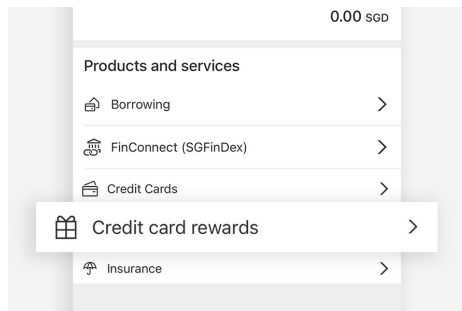 0.00 SGD
Products and services
Borrowing
FinConnect (SGFinDex)
Credit Cards
Credit card rewards
Insurance